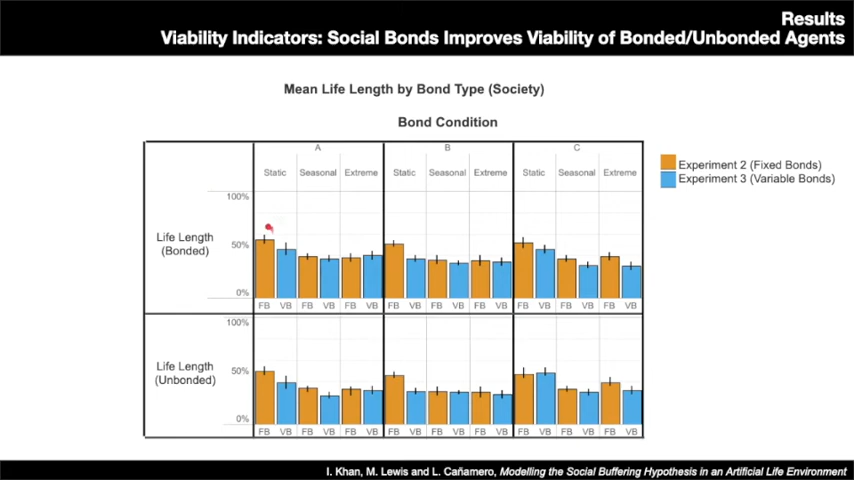 Results
Viability Indicators: Social Bonds Improves Viability of Bonded/Unbonded Agents
Mean Life Length by Bond Type (Society)
Bond Condition
A B C
Static Seasonal Extreme Static Seasonal Extreme Static Seasonal Extreme
Experiment 2 (Fixed Bonds)
Experiment 3 (Variable Bonds)
100%
Life Length
(Bonded)
50%
0%
FB VB FB VB FB VB FB VB FB VB FB VB FB VB FB VB FB VB
100%
Life Length
(Unbonded)
50%
0%
FB VB FB VB FB VB FB VB FB VB FB VB FB VB FB VB FB VB
I. Khan, M. Lewis and L. Cañamero, Modelling the Social Buffering Hypothesis in an Artificial Life Environment